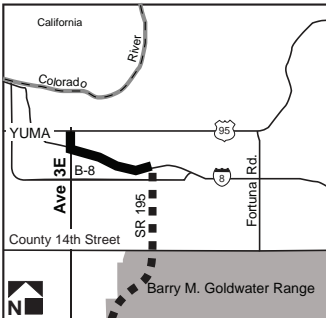 California
River
Colorado
YUMA
95
B-8
8
Ave 3E
SR 195
Fortuna Rd.
County 14th Street
Barry M. Goldwater Range
N